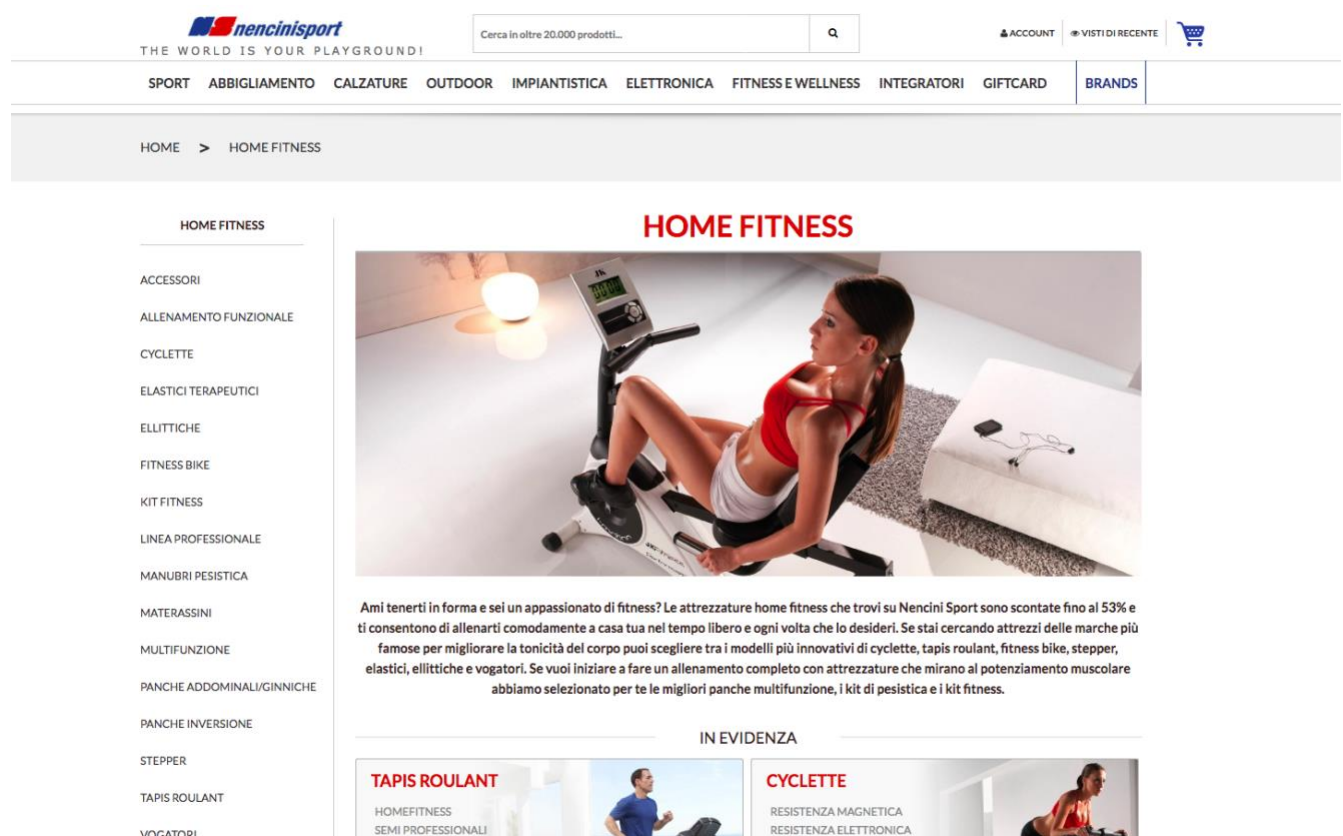 nencinisport
THE WORLD IS YOUR PLAYGROUND!
Cerca in oltre 20.000 prodotti...
ACCOUNT
VISTI DI RECENTE
SPORT ABBIGLIAMENTO CALZATURE OUTDOOR IMPIANTISTICA ELETTRONICA FITNESS E WELLNESS INTEGRATORI GIFTCARD BRANDS
HOME > HOME FITNESS
HOME FITNESS
ACCESSORI
ALLENAMENTO FUNZIONALE
CYCLETTE
ELASTICI TERAPEUTICI
ELLITTICHE
FITNESS BIKE
KIT FITNESS
LINEA PROFESSIONALE
MANUBRI PESISTICA
MATERASSINI
MULTIFUNZIONE
PANCHE ADDOMINALI/GINNICHE
PANCHE INVERSIONE
STEPPER
TAPIS ROULANT
VOGATORI
HOME FITNESS
JK
Ami tenerti in forma e sei un appassionato di fitness? Le attrezzature home fitness che trovi su Nencini Sport sono scontate fino al 53% e
ti consentono di allenarti comodamente a casa tua nel tempo libero e ogni volta che lo desideri. Se stai cercando attrezzi delle marche più
famose per migliorare la tonicità del corpo puoi scegliere tra i modelli più innovativi di cyclette, tapis roulant, fitness bike, stepper,
elastici, ellittiche e vogatori. Se vuoi iniziare a fare un allenamento completo con attrezzature che mirano al potenziamento muscolare
abbiamo selezionato per te le migliori panche multifunzione, i kit di pesistica e i kit fitness.
IN EVIDENZA
TAPIS ROULANT
HOMEFITNESS
SEMI PROFESSIONALI
CYCLETTE
RESISTENZA MAGNETICA
RESISTENZA ELETTRONICA